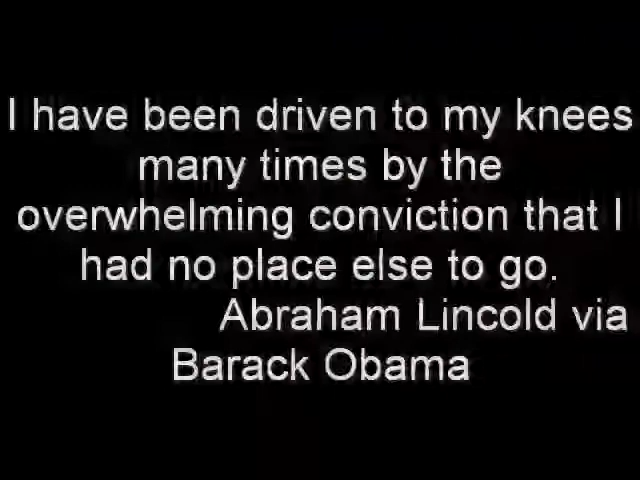 I have been driven to my knees
many times by the
overwhelming conviction that I
had no place else to go.
Abraham Lincold via
Barack Obama